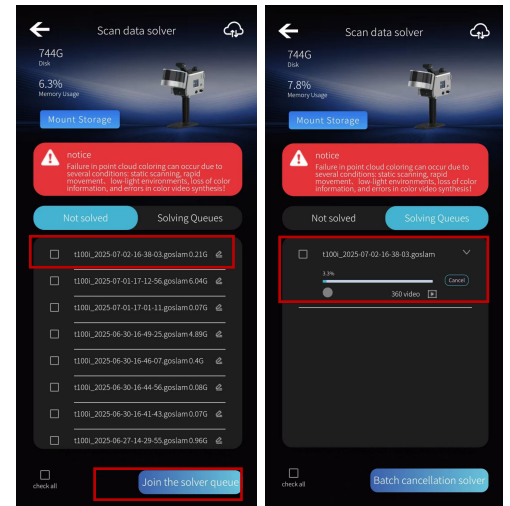 Scan data solver
744G
Disk
6.3%
Memory Usage
Mount Storage
notice
Failure in point cloud coloring can occur due to
several conditions: static scanning, rapid
movement、low-light environments, loss of color
information, and errors in color video synthesis!
Not solved
Solving Queues
t100i_2025-07-02-16-38-03.goslam 0.21G
t100i_2025-07-01-17-12-56.goslam 6.04G
t100i_2025-07-01-17-01-11.goslam 0.07G
t100i_2025-06-30-16-49-25.goslam 4.89G
t100i_2025-06-30-16-46-07.goslam 0.4G
t100i_2025-06-30-16-44-56.goslam 0.08G
t100i_2025-06-30-16-41-43.goslam 0.07G
t100i_2025-06-27-14-29-55.goslam 0.96G
check all
Join the solver queue
Scan data solver
744G
Disk
7.8%
Memory Usage
Mount Storage
notice
Failure in point cloud coloring can occur due to
several conditions: static scanning, rapid
movement、low-light environments, loss of color
information, and errors in color video synthesis!
Not solved
Solving Queues
t100i_2025-07-02-16-38-03.goslam
3.3%
Cancel
360 video
check all
Batch cancellation solver